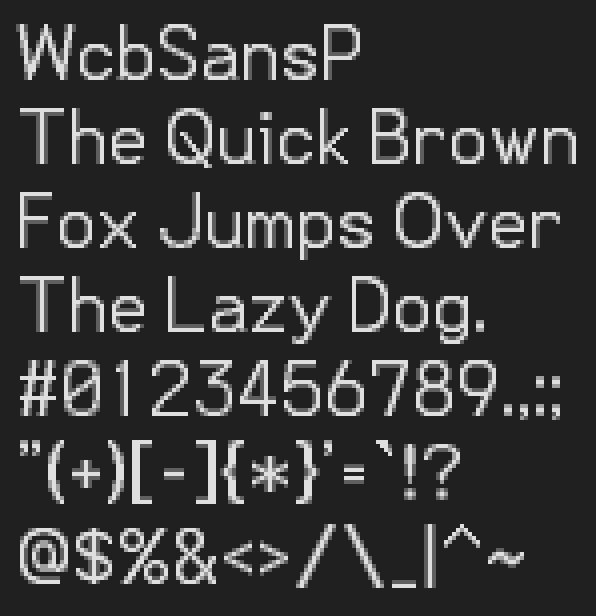 WcbSansP
The Quick Brown
Fox Jumps Over
The Lazy Dog.
#0123456789.,:;
"(+)[-]{*}'=`!?
@$%&<>/\_|^~